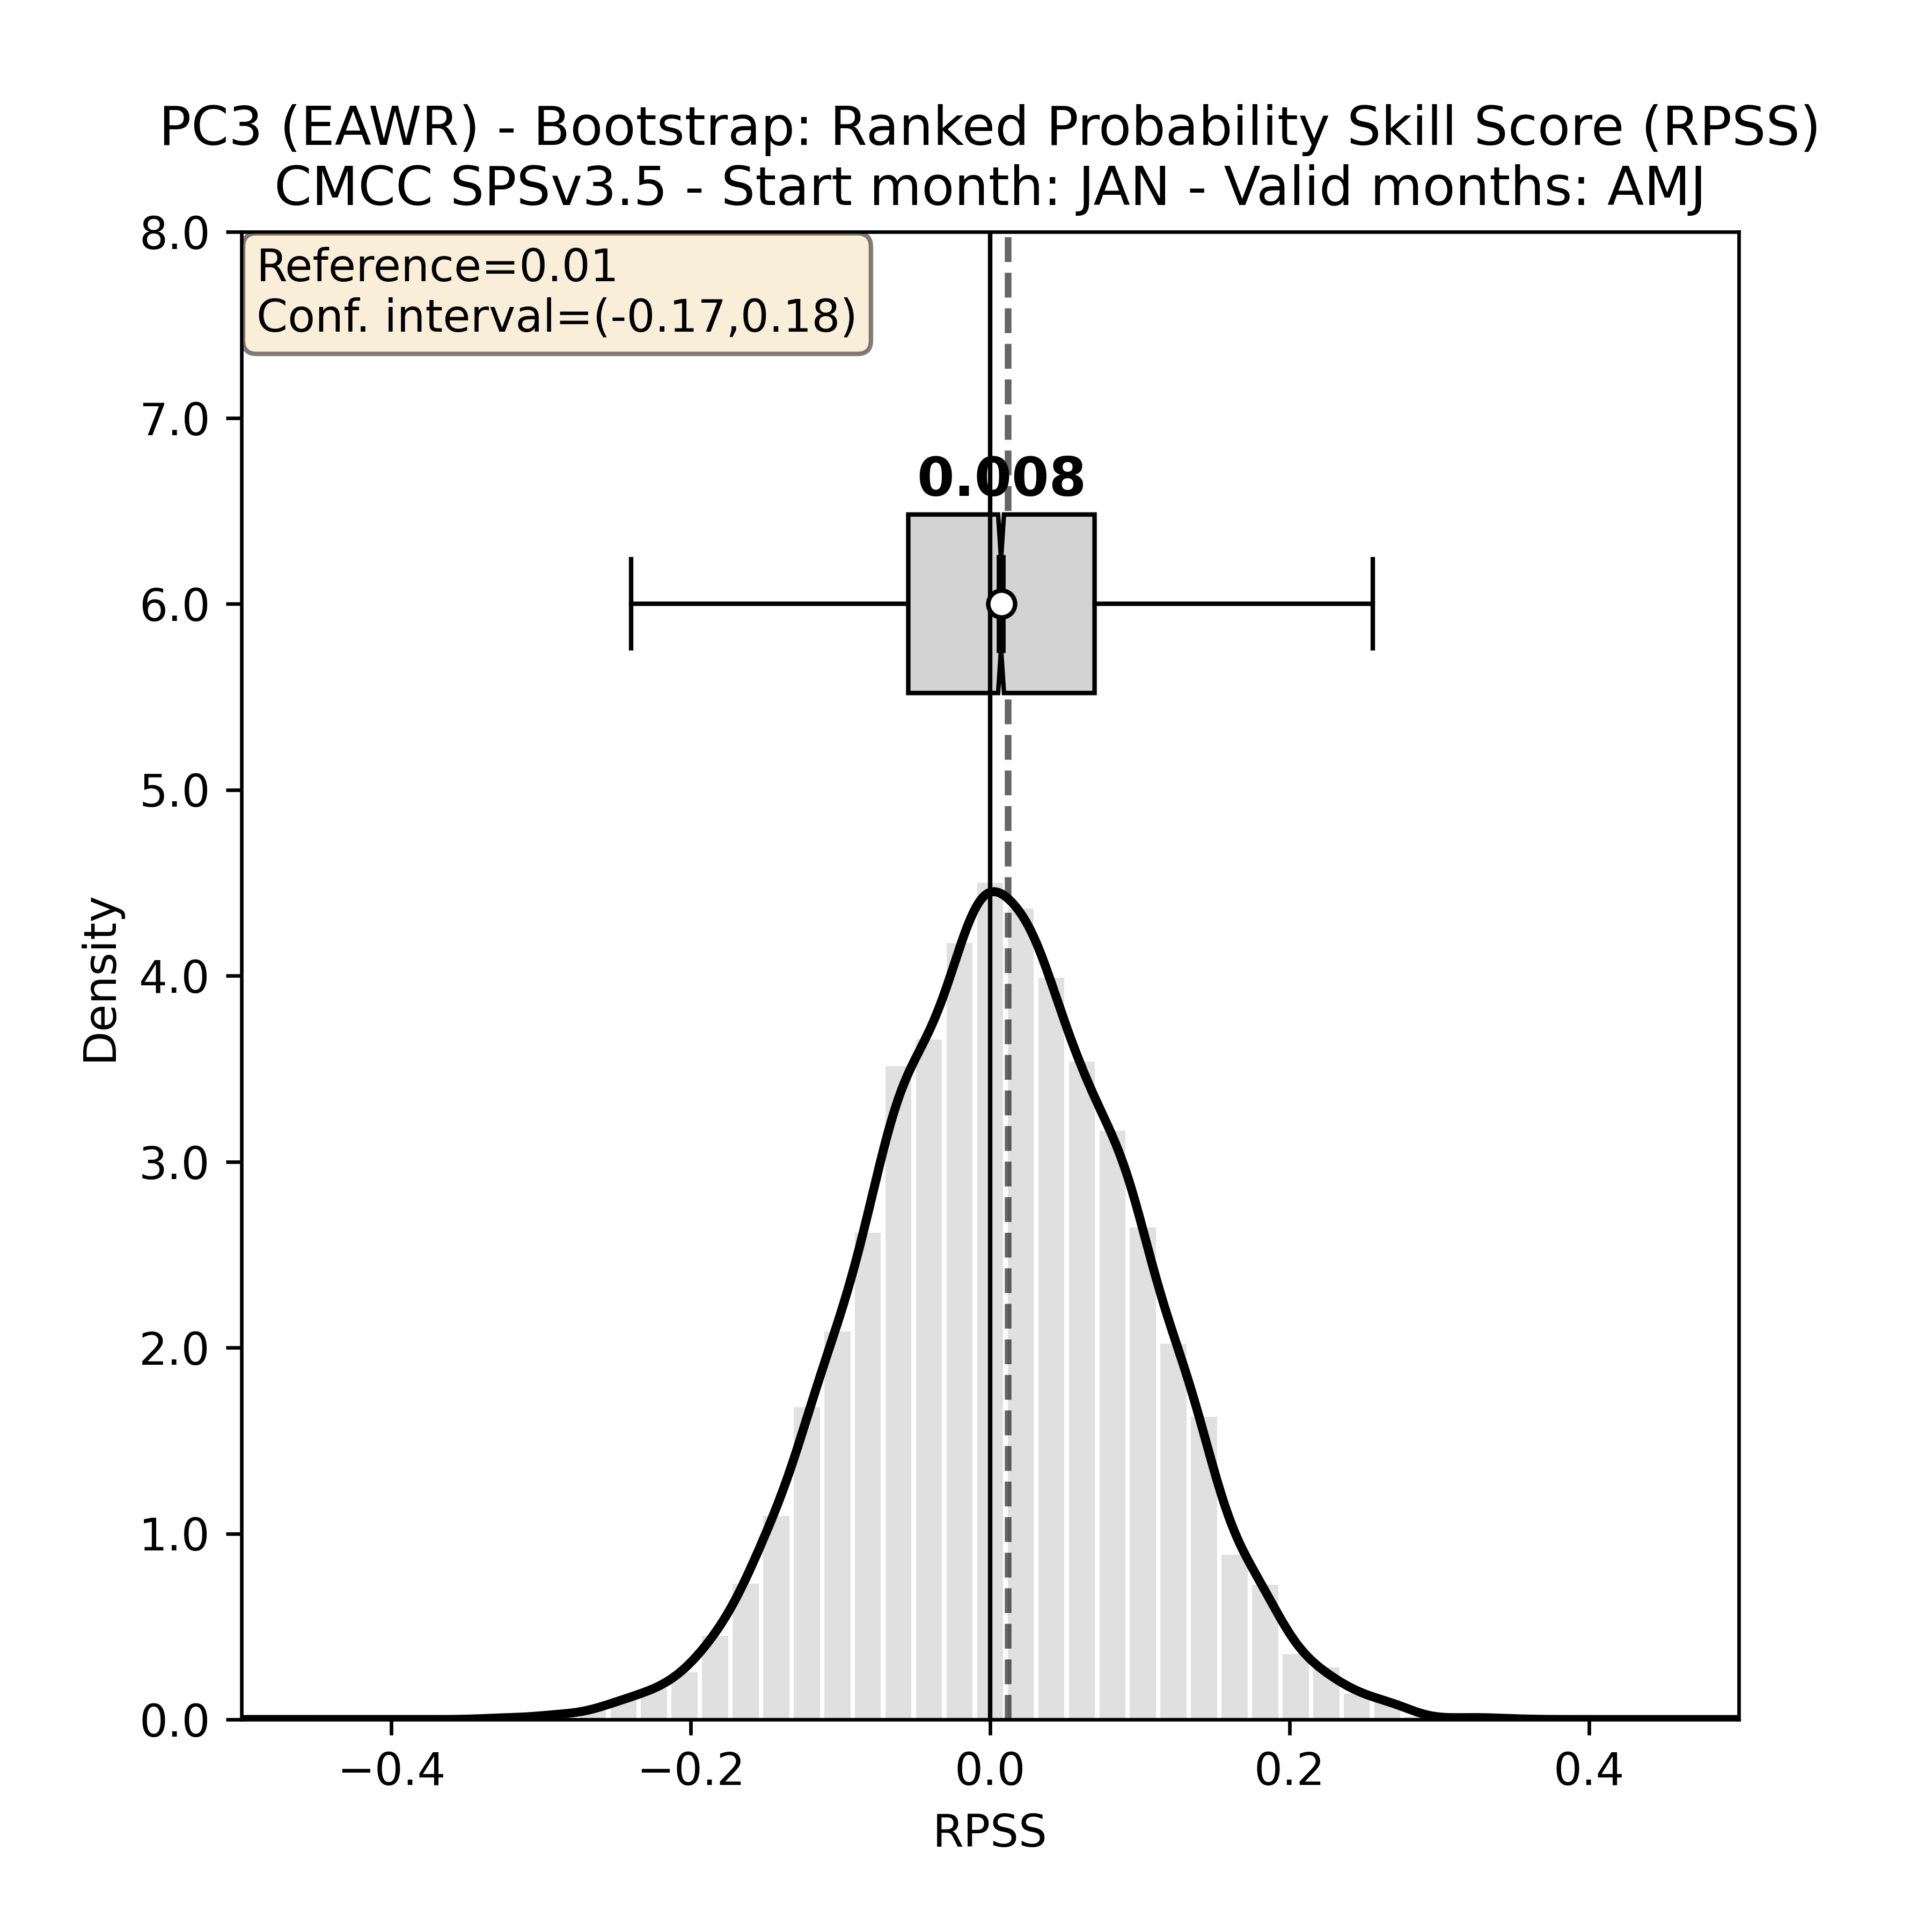 PC3 (EAWR) - Bootstrap: Ranked Probability Skill Score (RPSS)
CMCC SPSv3.5 - Start month: JAN - Valid months: AMJ
8.0
Reference=0.01
Conf. interval=(-0.17,0.18)
7.0
0.008
6.0
5.0
Density
4.0
3.0
2.0
1.0
0.0
−0.4 −0.2 0.0 0.2 0.4
RPSS